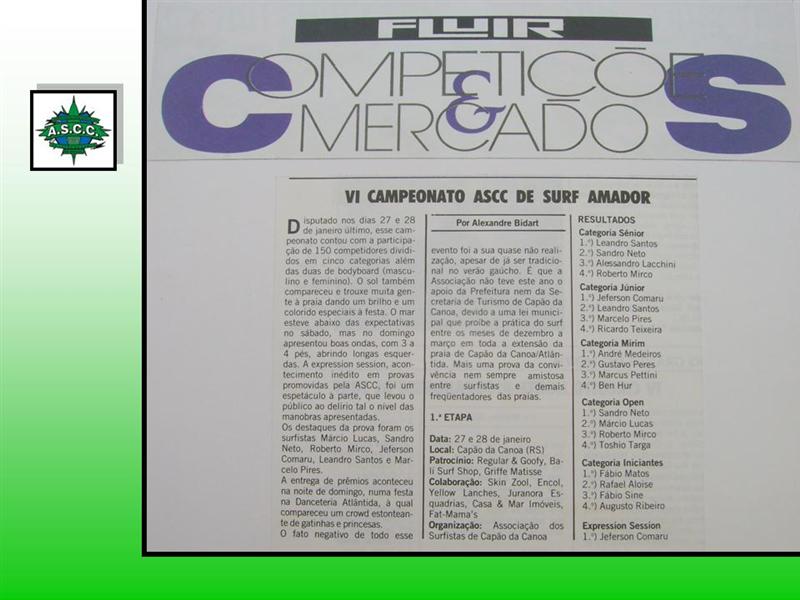 A.S.C.C.
FLUIR
COMPETIÇÕES
&
MERCADO
VI CAMPEONATO ASCC DE SURF AMADOR
Disputado nos dias 27 e 28
de janeiro último, esse cam-
peonato contou com a participa-
ção de 150 competidores dividi-
dos em cinco categorias além
das duas de bodyboard (mascu-
lino e feminino). O sol também
compareceu e trouxe muita gen-
te à praia dando um brilho e um
colorido especiais à festa. O mar
esteve abaixo das expectativas
no sábado, mas no domingo
apresentou boas ondas, com 3 a
4 pés, abrindo longas esquer-
das. A expression session, acon-
tecimento inédito em provas
promovidas pela ASCC, foi um
espetáculo à parte, que levou o
público ao delírio tal o nível das
manobras apresentadas.
Os destaques da prova foram os
surfistas Márcio Lucas, Sandro
Neto, Roberto Mirco, Jeferson
Comaru, Leandro Santos e Mar-
celo Pires.
A entrega de prêmios aconteceu
na noite de domingo, numa festa
na Danceteria Atlântida, à qual
compareceu um crowd estontean-
te de gatinhas e princesas.
O fato negativo de todo esse
Por Alexandre Bidart
evento foi a sua quase não reali-
zação, apesar de já ser tradicio-
nal no verão gaúcho. É que a
Associação não teve este ano o
apoio da Prefeitura nem da Se-
cretaria de Turismo de Capão da
Canoa, devido a uma lei munici-
pal que proíbe a prática do surf
entre os meses de dezembro a
março em toda a extensão da
praia de Capão da Canoa/Atlân-
tida. Mais uma prova da convi-
vência nem sempre amistosa
entre surfistas e demais
freqüentadores das praias.
1.ª ETAPA
Data: 27 e 28 de janeiro
Local: Capão da Canoa (RS)
Patrocínio: Regular & Goofy, Ba-
li Surf Shop, Griffe Matisse
Colaboração: Skin Zool, Encol,
Yellow Lanches, Juranora Es-
quadrias, Casa & Mar Imóveis,
Fat-Mama's
Organização: Associação dos
Surfistas de Capão da Canoa
RESULTADOS
Categoria Sênior
1.º) Leandro Santos
2.º) Sandro Neto
3.º) Alessandro Lacchini
4.º) Roberto Mirco
Categoria Júnior
1.º) Jeferson Comaru
2.º) Leandro Santos
3.º) Marcelo Pires
4.º) Ricardo Teixeira
Categoria Mirim
1.º) André Medeiros
2.º) Gustavo Peres
3.º) Marcus Pettini
4.º) Ben Hur
Categoria Open
1.º) Sandro Neto
2.º) Márcio Lucas
3.º) Roberto Mirco
4.º) Toshio Targa
Categoria Iniciantes
1.º) Fábio Matos
2.º) Rafael Aloise
3.º) Fábio Sine
4.º) Augusto Ribeiro
Expression Session
1.º) Jeferson Comaru